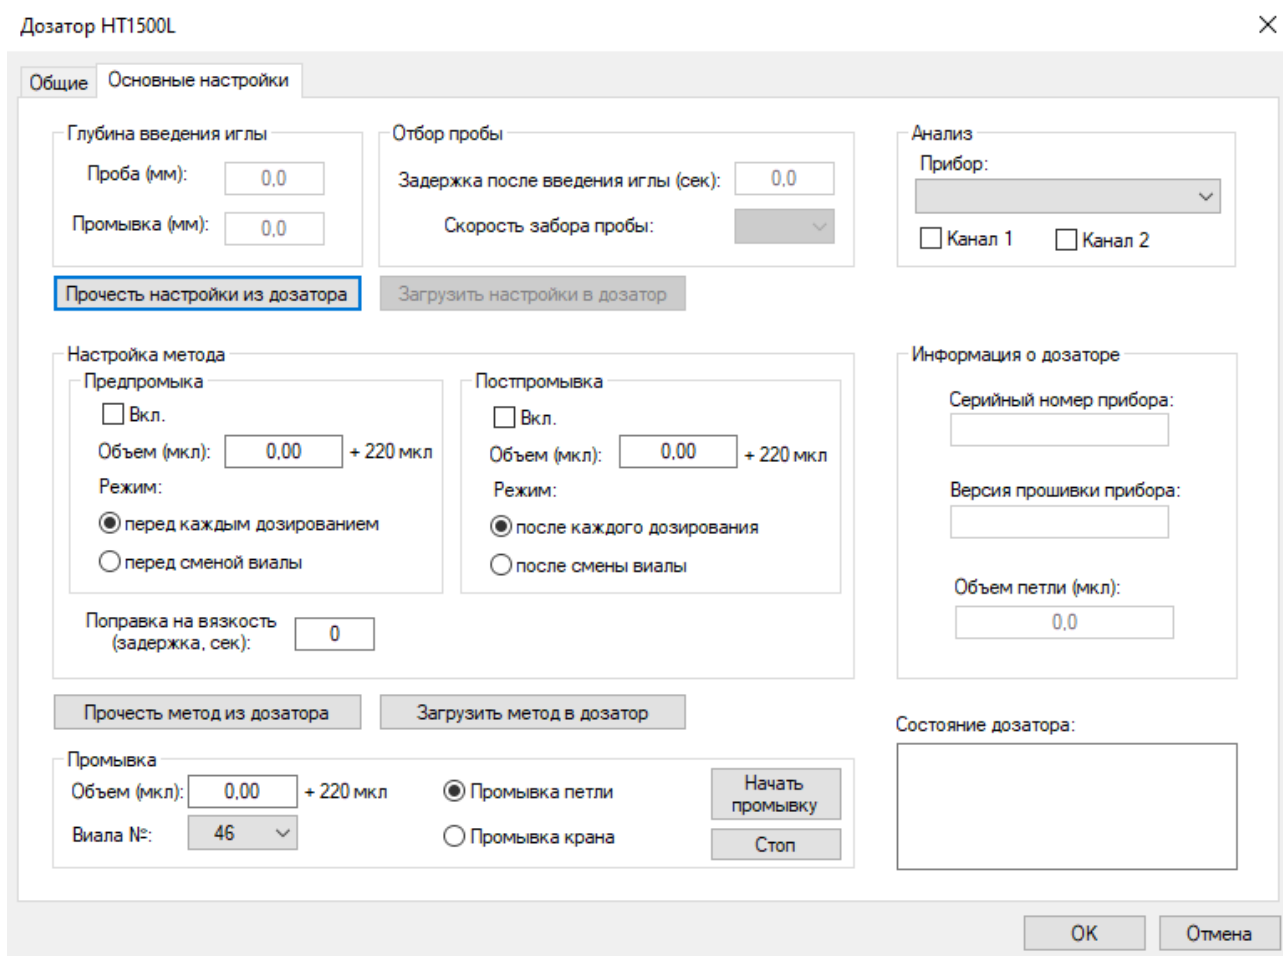 Дозатор HT1500L
Общие
Основные настройки
Глубина введения иглы
Проба (мм): 0,0
Промывка (мм): 0,0
Отбор пробы
Задержка после введения иглы (сек): 0,0
Скорость забора пробы:
Анализ
Прибор:
Канал 1
Канал 2
Прочесть настройки из дозатора
Загрузить настройки в дозатор
Настройка метода
Предпромыка
Вкл.
Объем (мкл): 0,00 + 220 мкл
Режим:
перед каждым дозированием
перед сменой виалы
Постпромывка
Вкл.
Объем (мкл): 0,00 + 220 мкл
Режим:
после каждого дозирования
после смены виалы
Поправка на вязкость
(задержка, сек): 0
Информация о дозаторе
Серийный номер прибора:
Версия прошивки прибора:
Объем петли (мкл):
0,0
Прочесть метод из дозатора
Загрузить метод в дозатор
Промывка
Объем (мкл): 0,00 + 220 мкл
Виала №: 46
Промывка петли
Промывка крана
Начать
промывку
Стоп
Состояние дозатора:
OK
Отмена